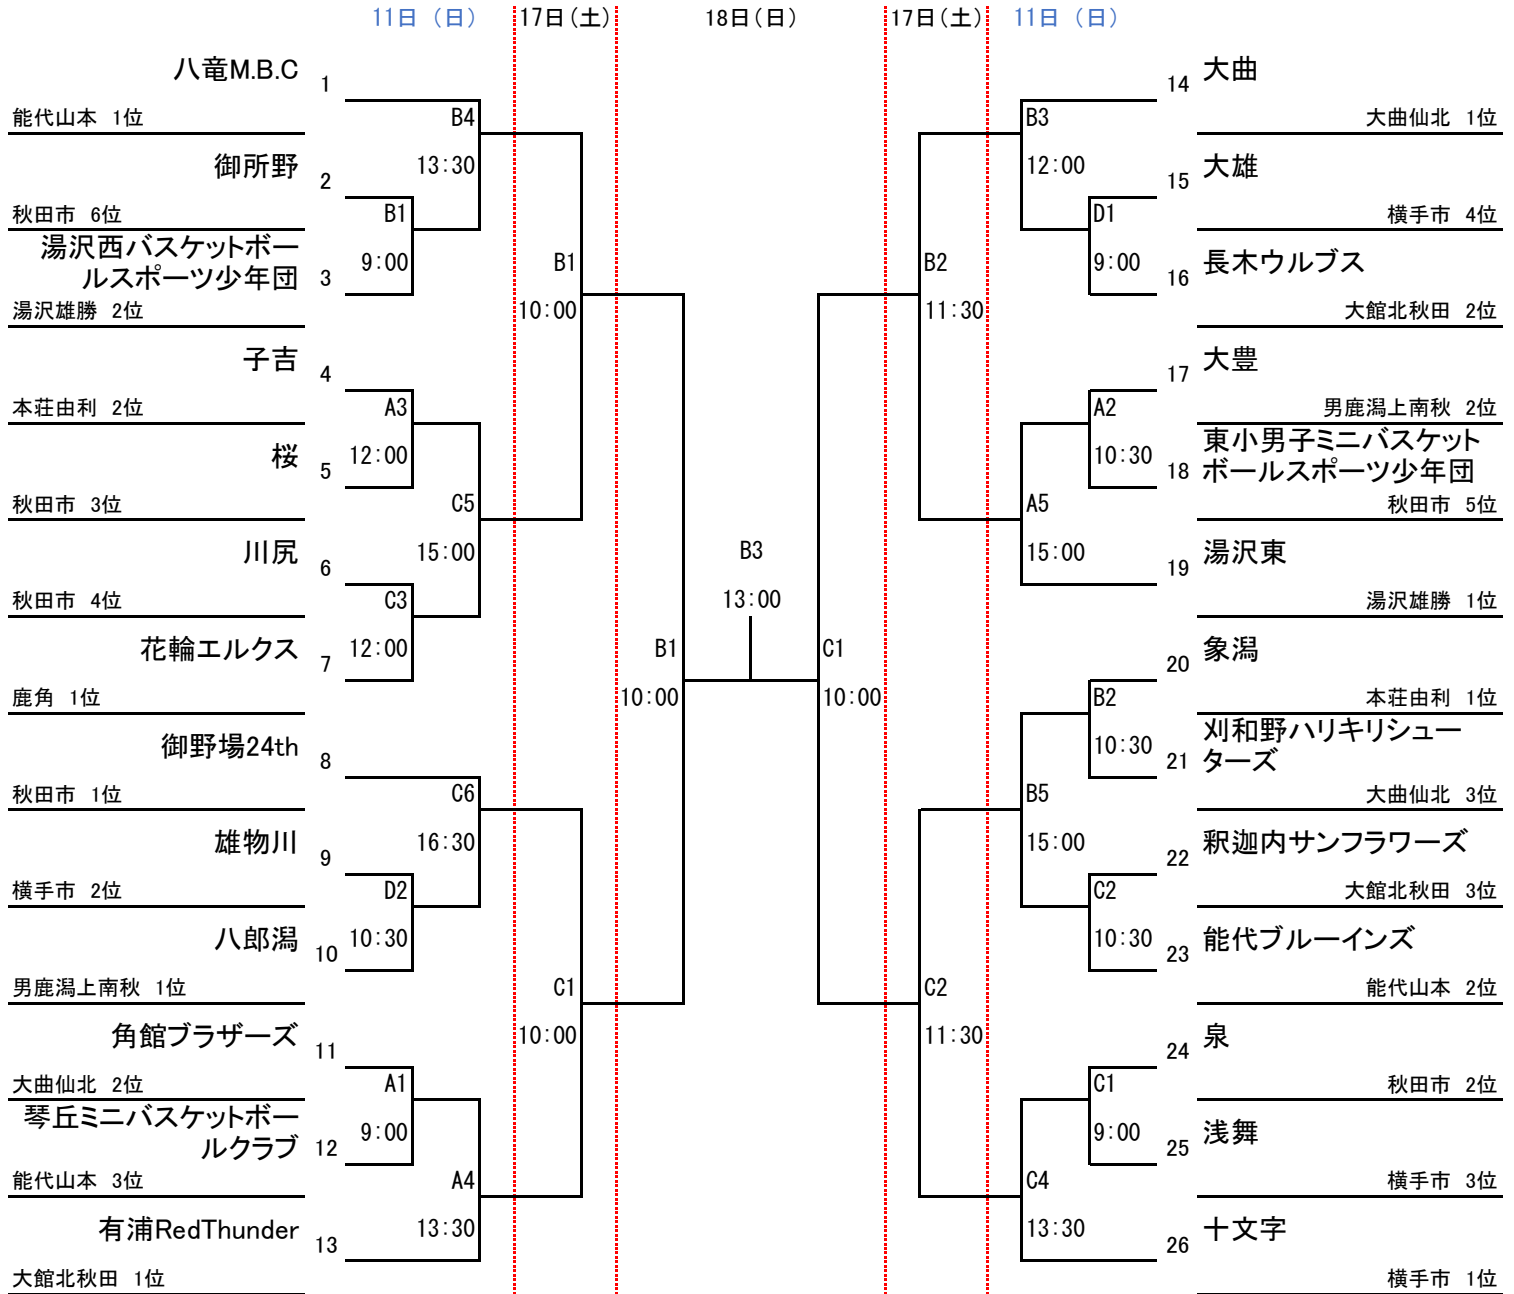 11日（日） 17日(土) 18日(日) 17日(土) 11日（日）
八竜M.B.C 1
能代山本 1位
御所野 2
秋田市 6位
湯沢西バスケットボー
ルスポーツ少年団 3
湯沢雄勝 2位
子吉 4
本荘由利 2位
桜 5
秋田市 3位
川尻 6
秋田市 4位
花輪エルクス 7
鹿角 1位
御野場24th 8
秋田市 1位
雄物川 9
横手市 2位
八郎潟 10
男鹿潟上南秋 1位
角館ブラザーズ 11
大曲仙北 2位
琴丘ミニバスケットボー
ルクラブ 12
能代山本 3位
有浦RedThunder 13
大館北秋田 1位
B4
13:30
B1
9:00
A3
12:00
C5
15:00
C3
12:00
C6
16:30
D2
10:30
A1
9:00
A4
13:30
B1
10:00
C1
10:00
B1
10:00
B3
13:00
C1
10:00
B2
11:30
C2
11:30
B3
12:00
D1
9:00
A2
10:30
A5
15:00
B2
10:30
B5
15:00
C2
10:30
C1
9:00
C4
13:30
14 大曲
大曲仙北 1位
15 大雄
横手市 4位
16 長木ウルブス
大館北秋田 2位
17 大豊
男鹿潟上南秋 2位
東小男子ミニバスケット
18 ボールスポーツ少年団
秋田市 5位
19 湯沢東
湯沢雄勝 1位
20 象潟
本荘由利 1位
刈和野ハリキリシュー
21 ターズ
大曲仙北 3位
22 釈迦内サンフラワーズ
大館北秋田 3位
23 能代ブルーインズ
能代山本 2位
24 泉
秋田市 2位
25 浅舞
横手市 3位
26 十文字
横手市 1位